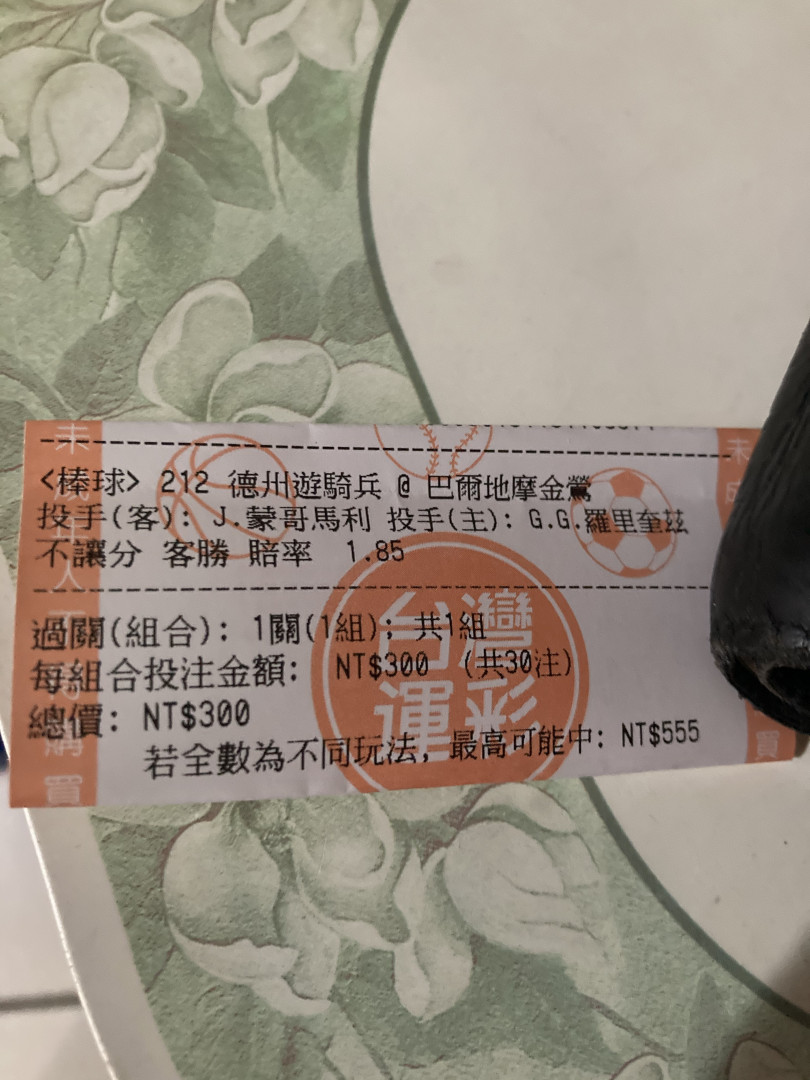 <棒球> 212 德州遊騎兵 @ 巴爾地摩金鶯
投手(客): J.蒙哥馬利 投手(主): G.G.羅里奎茲
不讓分 客勝 賠率 1.85
過關(組合): 1關(1組); 共1組
每組合投注金額: NT$300 (共30注)
總價: NT$300
若全數為不同玩法, 最高可能中: NT$555
台灣
運彩